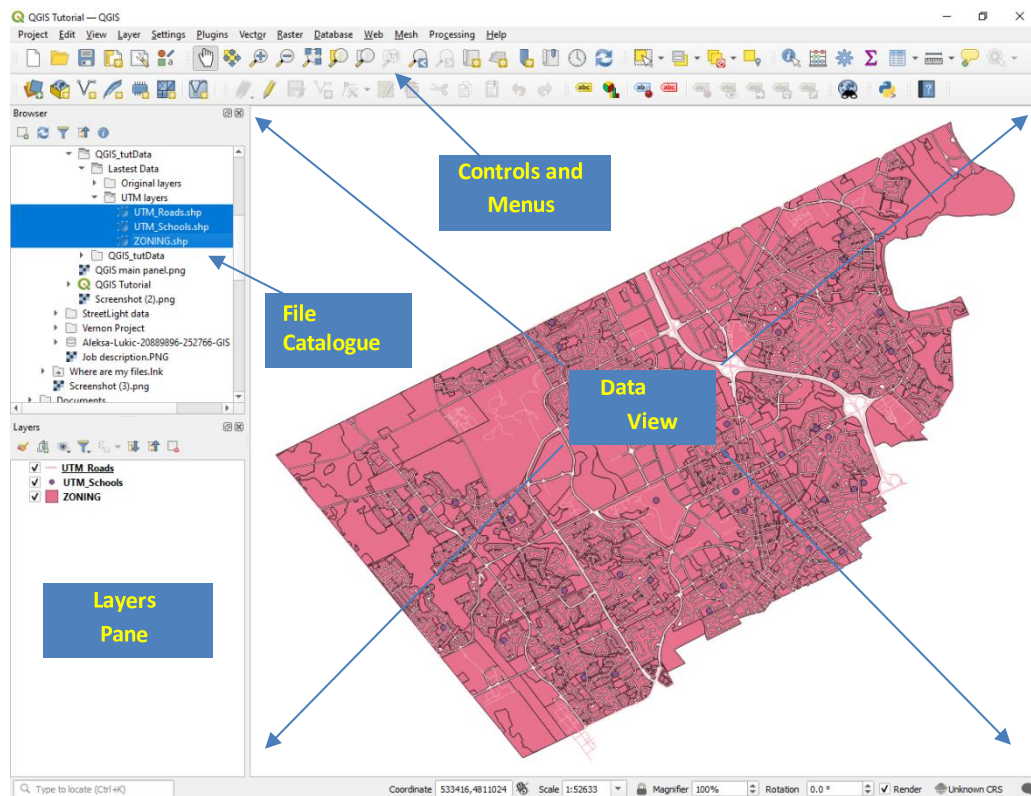 QGIS Tutorial — QGIS
Project Edit View Layer Settings Plugins Vector Raster Database Web Mesh Processing Help
abc abc abc
Browser
QGIS_tutData
Lastest Data
Original layers
UTM layers
UTM_Roads.shp
UTM_Schools.shp
ZONING.shp
QGIS_tutData
QGIS main panel.png
QGIS Tutorial
Screenshot (2).png
StreetLight data
Vernon Project
Aleksa-Lukic-20889896-252766-GIS
Job description.PNG
Where are my files.lnk
Screenshot (3).png
Documents
Controls and
Menus
File
Catalogue
Data
View
Layers
UTM_Roads
UTM_Schools
ZONING
Layers
Pane
Type to locate (Ctrl+K)
Coordinate 533416,4811024 Scale 1:52633 Magnifier 100% Rotation 0.0 ° Render Unknown CRS